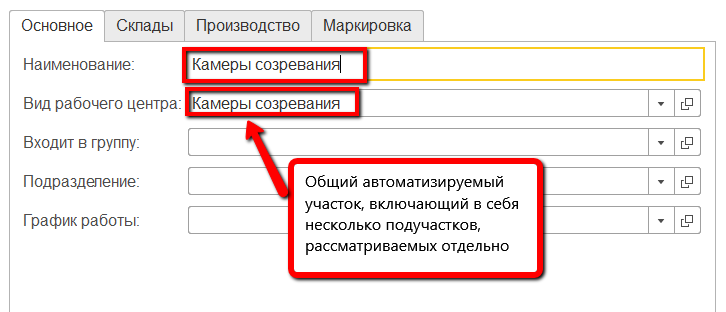 Основное Склады Производство Маркировка
Наименование: Камеры созревания
Вид рабочего центра: Камеры созревания
Входит в группу:
Подразделение:
График работы:
Общий автоматизируемый
участок, включающий в себя
несколько подучастков,
рассматриваемых отдельно